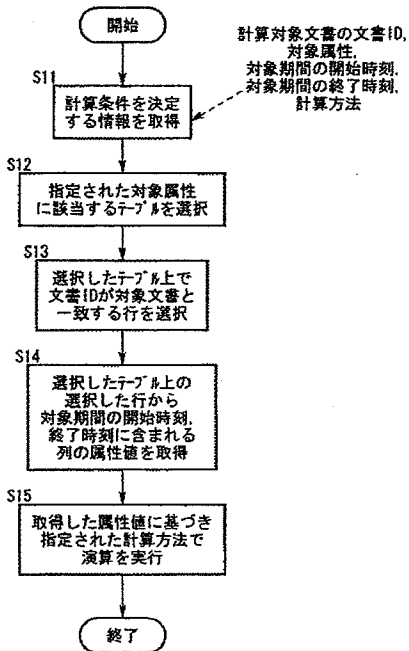 開始
計算対象文書の文書ID,
対象属性,
対象期間の開始時刻,
対象期間の終了時刻,
計算方法
S11
計算条件を決定
する情報を取得
S12
指定された対象属性
に該当するテーブルを選択
S13
選択したテーブル上で
文書IDが対象文書と
一致する行を選択
S14
選択したテーブル上の
選択した行から
対象期間の開始時刻,
終了時刻に含まれる
列の属性値を取得
S15
取得した属性値に基づき
指定された計算方法で
演算を実行
終了